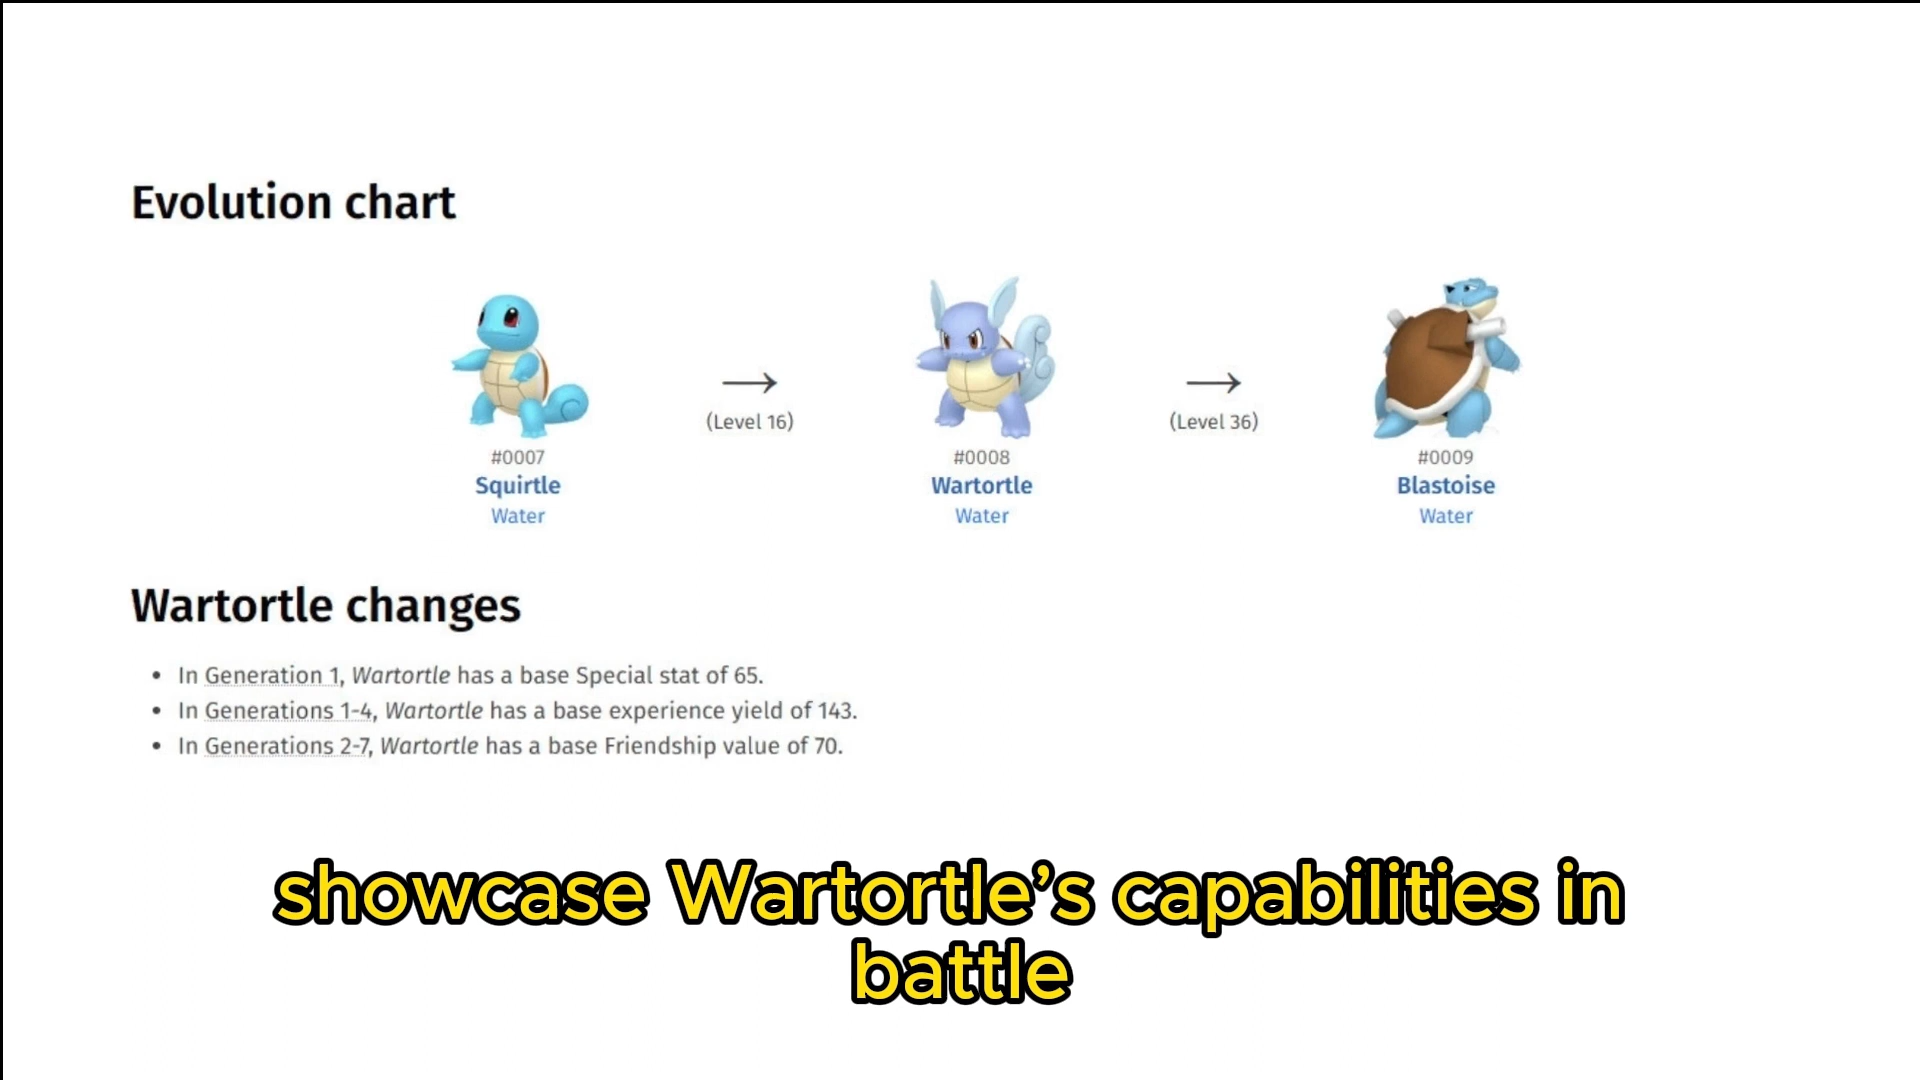 Evolution chart
(Level 16)
(Level 36)
#0007
Squirtle
Water
#0008
Wartortle
Water
#0009
Blastoise
Water
Wartortle changes
• In Generation 1, Wartortle has a base Special stat of 65.
• In Generations 1-4, Wartortle has a base experience yield of 143.
• In Generations 2-7, Wartortle has a base Friendship value of 70.
showcase Wartortle’s capabilities in
battle